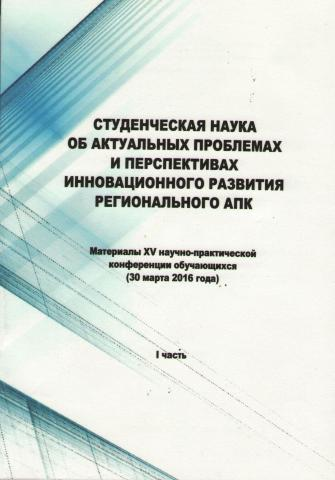 СТУДЕНЧЕСКАЯ НАУКА
ОБ АКТУАЛЬНЫХ ПРОБЛЕМАХ
И ПЕРСПЕКТИВАХ
ИННОВАЦИОННОГО РАЗВИТИЯ
РЕГИОНАЛЬНОГО АПК
Материалы XV научно-практической
конференции обучающихся
(30 марта 2016 года)
I часть